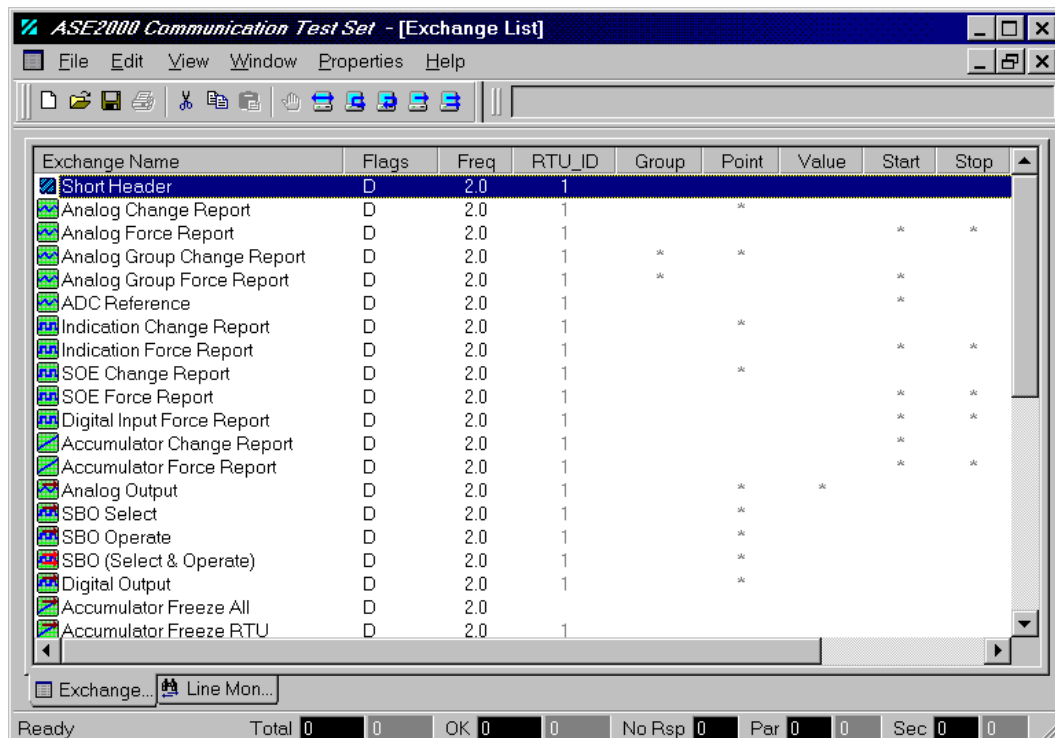 ASE2000 Communication Test Set - [Exchange List]
File Edit View Window Properties Help
Exchange Name Flags Freq RTU_ID Group Point Value Start Stop
Short Header D 2.0 1
Analog Change Report D 2.0 1 *
Analog Force Report D 2.0 1 * *
Analog Group Change Report D 2.0 1 * *
Analog Group Force Report D 2.0 1 * *
ADC Reference D 2.0 1 *
Indication Change Report D 2.0 1 *
Indication Force Report D 2.0 1 * *
SOE Change Report D 2.0 1 *
SOE Force Report D 2.0 1 * *
Digital Input Force Report D 2.0 1 * *
Accumulator Change Report D 2.0 1 *
Accumulator Force Report D 2.0 1 * *
Analog Output D 2.0 1 * *
SBO Select D 2.0 1 *
SBO Operate D 2.0 1 *
SBO (Select & Operate) D 2.0 1 *
Digital Output D 2.0 1 *
Accumulator Freeze All D 2.0
Accumulator Freeze RTU D 2.0 1
Exchange... Line Mon...
Ready Total 0 0 OK 0 0 No Rsp 0 Par 0 0 Sec 0 0